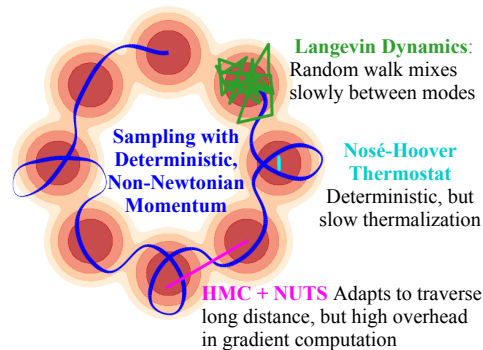 Langevin Dynamics:
Random walk mixes
slowly between modes
Sampling with
Deterministic,
Non-Newtonian
Momentum
Nosé-Hoover
Thermostat
Deterministic, but
slow thermalization
HMC + NUTS Adapts to traverse
long distance, but high overhead
in gradient computation